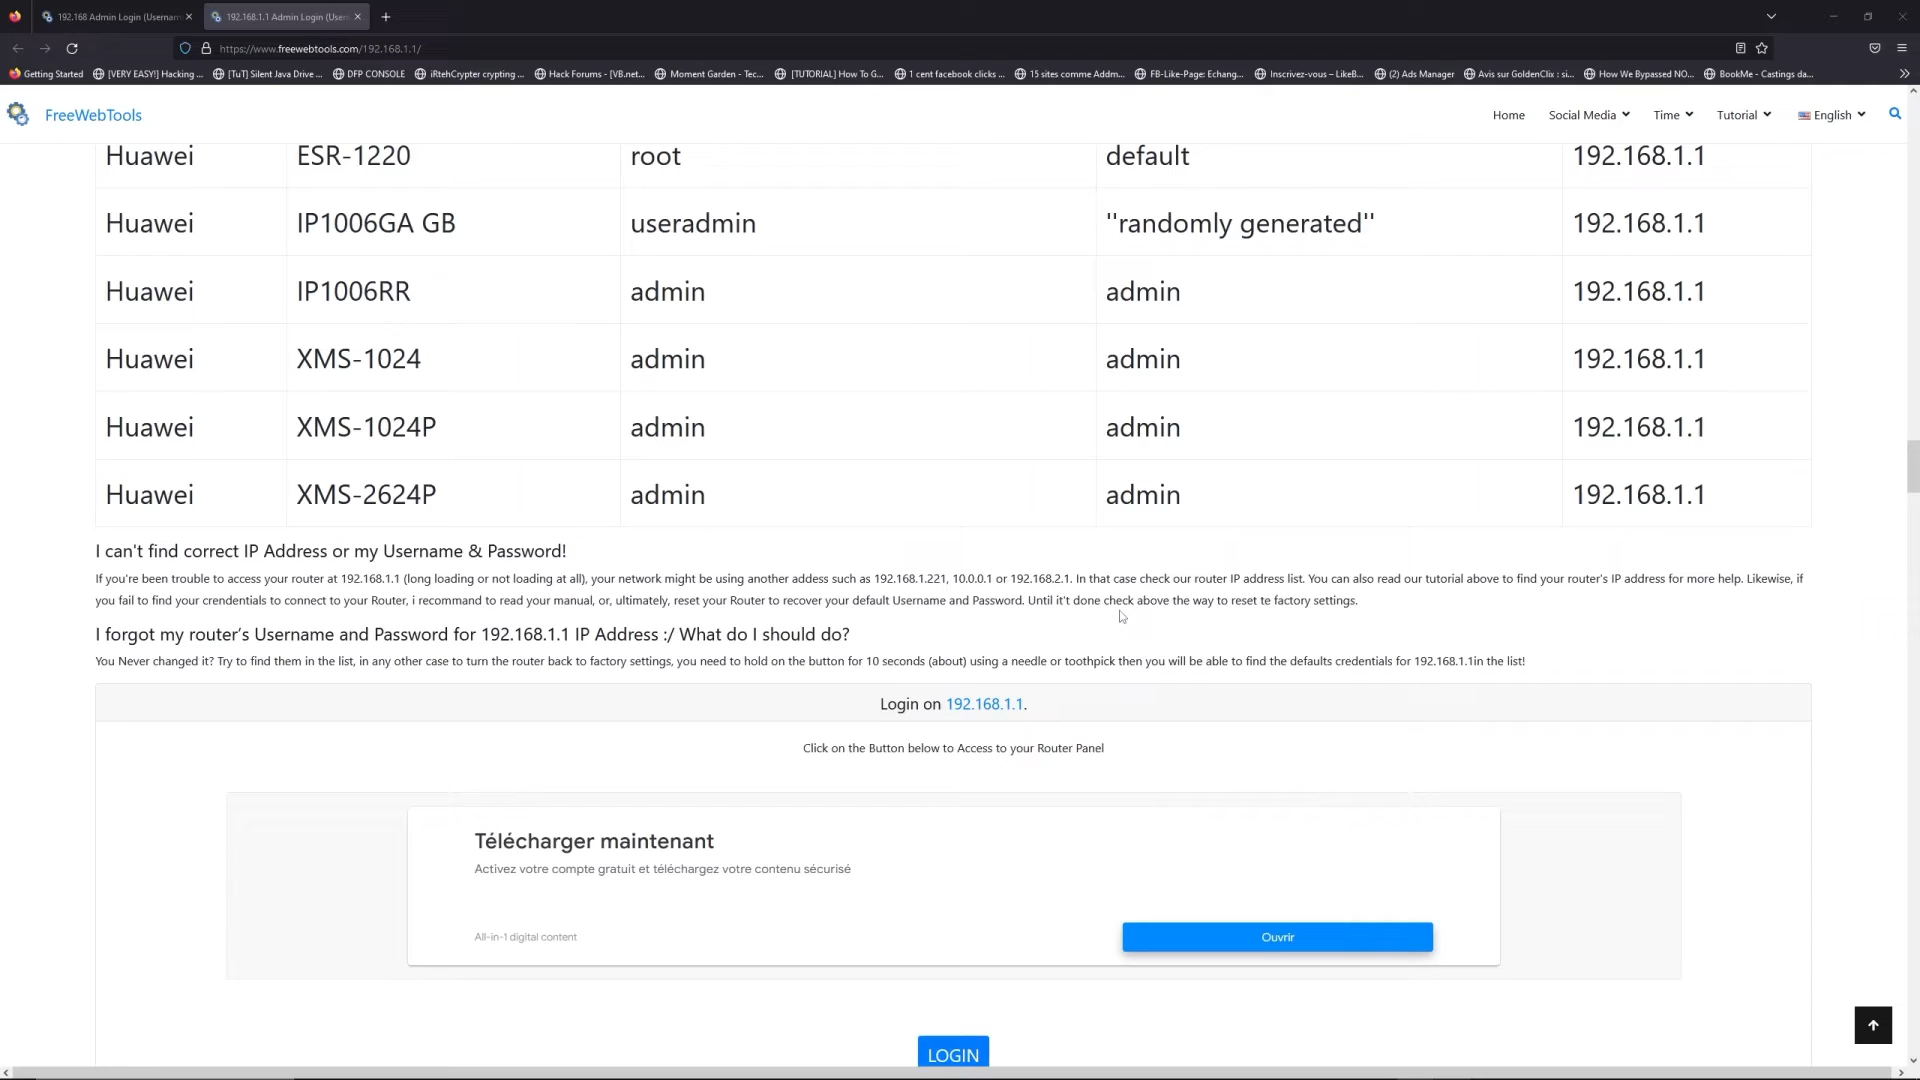 192.168 Admin Login (Usernam
192.168.1.1 Admin Login (User
https://www.freewebtools.com/192.168.1.1/
Getting Started
[VERY EASY!] Hacking ...
[TuT] Silent Java Drive ...
DFP CONSOLE
iRtehCrypter crypting ...
Hack Forums - [VB.net...
Moment Garden - Tec...
[TUTORIAL] How To G...
1 cent facebook clicks ...
15 sites comme Addm...
FB-Like-Page: Echang...
Inscrivez-vous – LikeB...
(2) Ads Manager
Avis sur GoldenClix : si...
How We Bypassed NO...
BookMe - Castings da...
FreeWebTools
Home
Social Media
Time
Tutorial
English
Huawei ESR-1220 root default 192.168.1.1
Huawei IP1006GA GB useradmin ''randomly generated'' 192.168.1.1
Huawei IP1006RR admin admin 192.168.1.1
Huawei XMS-1024 admin admin 192.168.1.1
Huawei XMS-1024P admin admin 192.168.1.1
Huawei XMS-2624P admin admin 192.168.1.1
I can't find correct IP Address or my Username & Password!
If you're been trouble to access your router at 192.168.1.1 (long loading or not loading at all), your network might be using another addess such as 192.168.1.221, 10.0.0.1 or 192.168.2.1. In that case check our router IP address list. You can also read our tutorial above to find your router's IP address for more help. Likewise, if
you fail to find your crendentials to connect to your Router, i recommand to read your manual, or, ultimately, reset your Router to recover your default Username and Password. Until it't done check above the way to reset te factory settings.
I forgot my router’s Username and Password for 192.168.1.1 IP Address :/ What do I should do?
You Never changed it? Try to find them in the list, in any other case to turn the router back to factory settings, you need to hold on the button for 10 seconds (about) using a needle or toothpick then you will be able to find the defaults credentials for 192.168.1.1in the list!
Login on 192.168.1.1.
Click on the Button below to Access to your Router Panel
Télécharger maintenant
Activez votre compte gratuit et téléchargez votre contenu sécurisé
All-in-1 digital content
Ouvrir
LOGIN